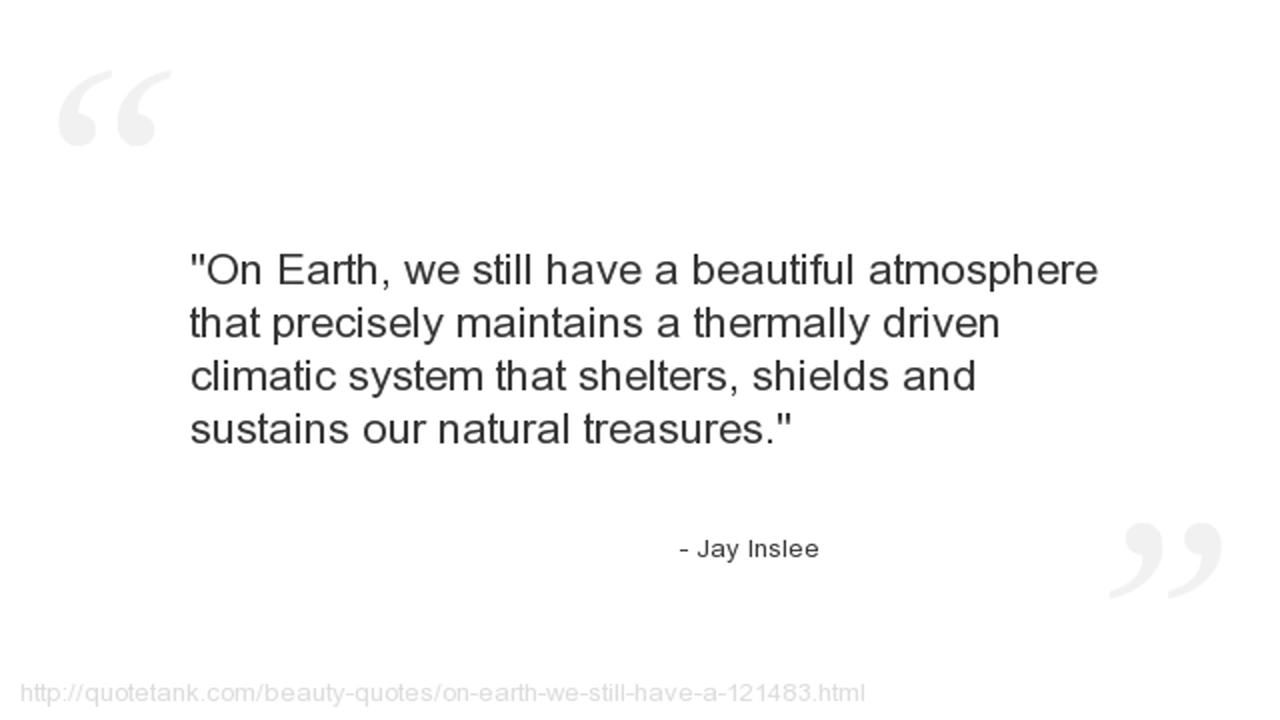 "On Earth, we still have a beautiful atmosphere
that precisely maintains a thermally driven
climatic system that shelters, shields and
sustains our natural treasures."
- Jay Inslee
http://quotetank.com/beauty-quotes/on-earth-we-still-have-a-121483.html